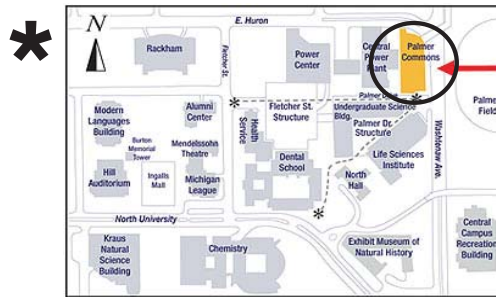 *
N
E. Huron
Rackham
Fletcher St.
Power
Center
Central
Power
Plant
Palmer
Commons
Palmer Drive
Palmer
Field
Modern
Languages
Building
Alumni
Center
*
Fletcher St.
Structure
Undergraduate Science
Bldg.
*
Palmer Dr.
Structure
Washtenaw Ave.
Burton
Memorial
Tower
Mendelssohn
Theatre
Health
Service
Hill
Auditorium
Ingalls
Mall
Michigan
League
Dental
School
Life Sciences
Institute
North
Hall
*
North University
Kraus
Natural
Science
Building
Chemistry
Exhibit Museum of
Natural History
Central
Campus
Recreation
Building